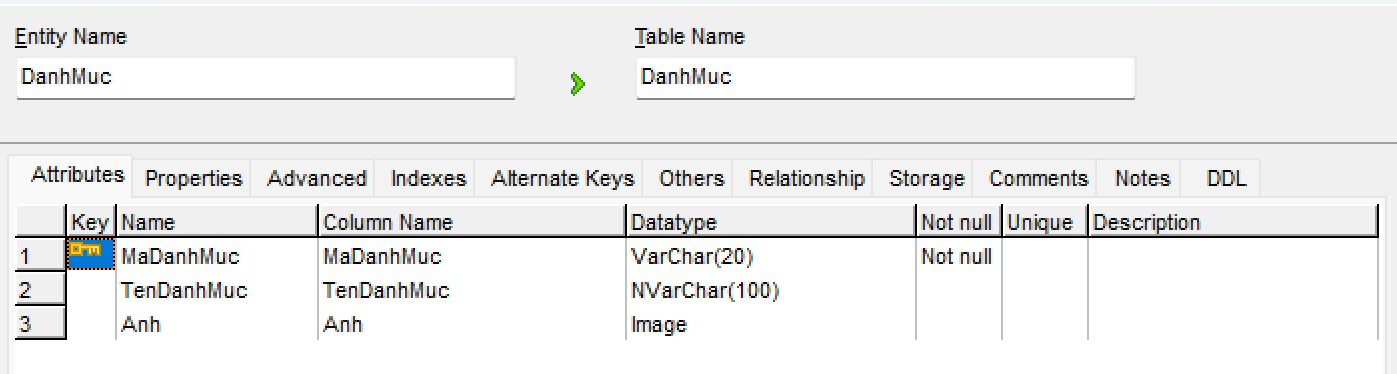 Entity Name Table Name
DanhMuc DanhMuc
Attributes Properties Advanced Indexes Alternate Keys Others Relationship Storage Comments Notes DDL
Key Name Column Name Datatype Not null Unique Description
1 MaDanhMuc MaDanhMuc VarChar(20) Not null
2 TenDanhMuc TenDanhMuc NVarChar(100)
3 Anh Anh Image